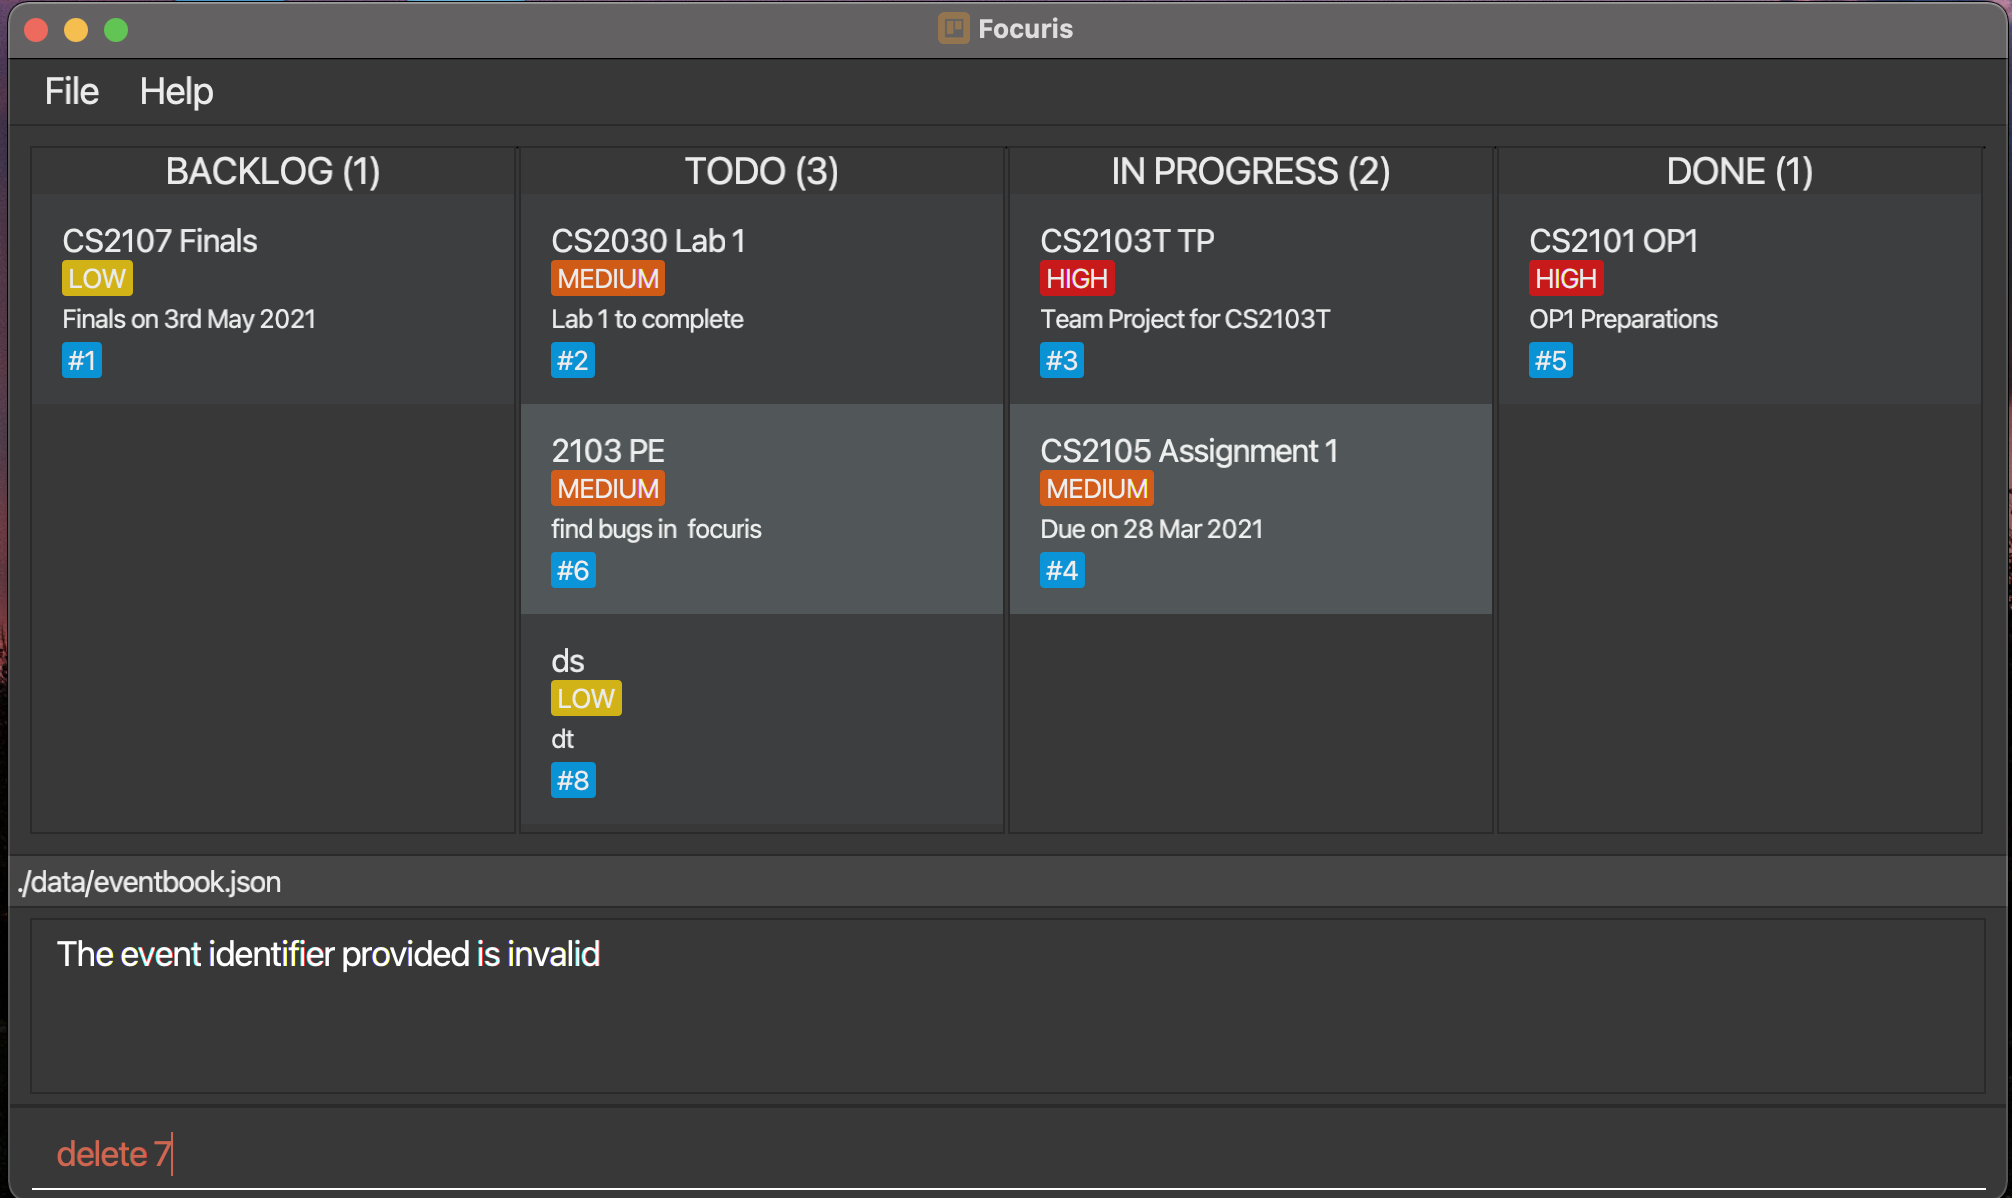 Focuris
File Help
BACKLOG (1)
CS2107 Finals
LOW
Finals on 3rd May 2021
#1
TODO (3)
CS2030 Lab 1
MEDIUM
Lab 1 to complete
#2
2103 PE
MEDIUM
find bugs in  focuris
#6
ds
LOW
dt
#8
IN PROGRESS (2)
CS2103T TP
HIGH
Team Project for CS2103T
#3
CS2105 Assignment 1
MEDIUM
Due on 28 Mar 2021
#4
DONE (1)
CS2101 OP1
HIGH
OP1 Preparations
#5
./data/eventbook.json
The event identifier provided is invalid
delete 7